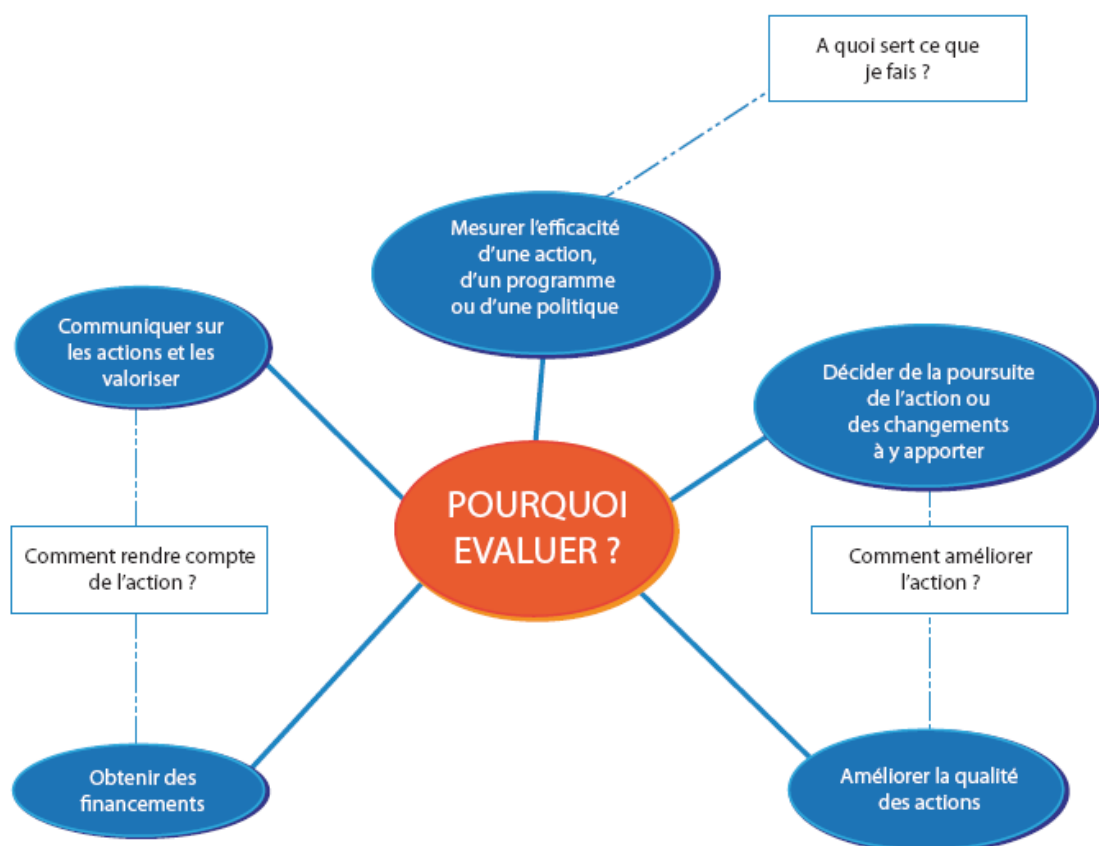 A quoi sert ce que
je fais ?
Mesurer l'efficacité
d'une action,
d'un programme
ou d'une politique
Communiquer sur
les actions et les
valoriser
Décider de la poursuite
de l'action ou
des changements
à y apporter
POURQUOI
EVALUER ?
Comment rendre compte
de l'action ?
Comment améliorer
l'action ?
Obtenir des
financements
Améliorer la qualité
des actions